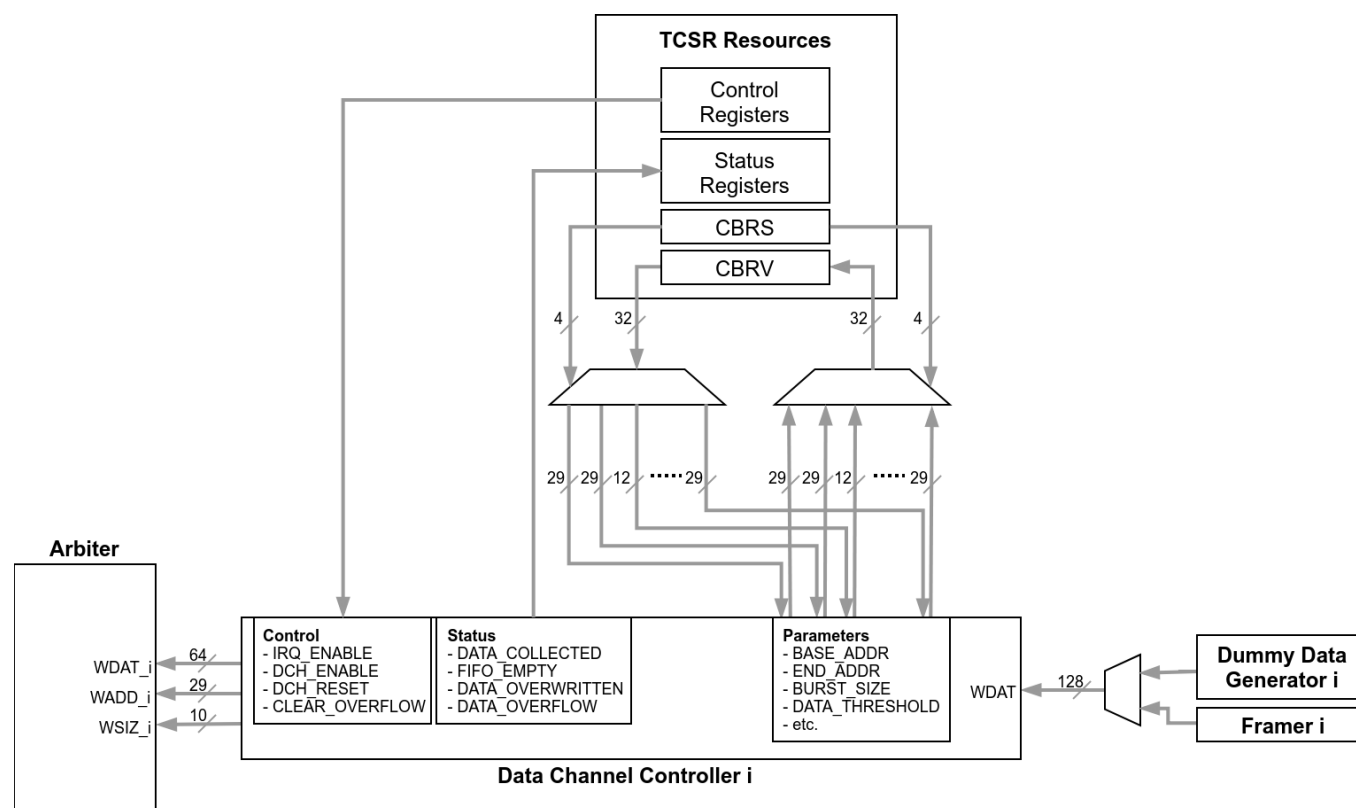 TCSR Resources
Control
Registers
Status
Registers
CBRS
CBRV
4
32
32
4
29
29
12
......
29
29
29
12
......
29
Arbiter
WDAT_i
WADD_i
WSIZ_i
64
29
10
Control
- IRQ_ENABLE
- DCH_ENABLE
- DCH_RESET
- CLEAR_OVERFLOW
Status
- DATA_COLLECTED
- FIFO_EMPTY
- DATA_OVERWRITTEN
- DATA_OVERFLOW
Parameters
- BASE_ADDR
- END_ADDR
- BURST_SIZE
- DATA_THRESHOLD
- etc.
WDAT
128
Dummy Data
Generator i
Framer i
Data Channel Controller i